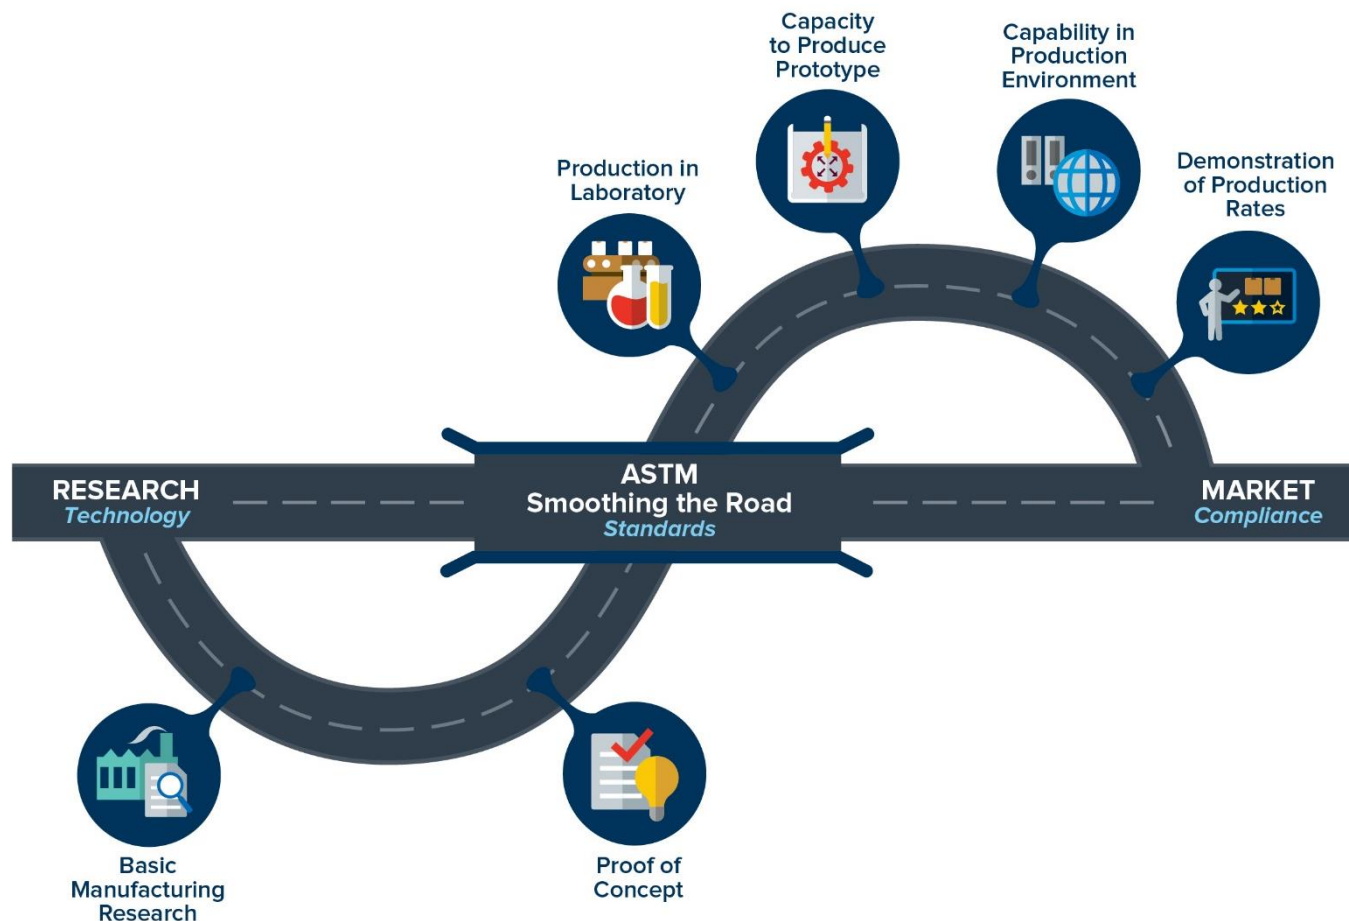 Capacity
to Produce
Prototype
Capability in
Production
Environment
Production in
Laboratory
Demonstration
of Production
Rates
RESEARCH
Technology
ASTM
Smoothing the Road
Standards
MARKET
Compliance
Basic
Manufacturing
Research
Proof of
Concept